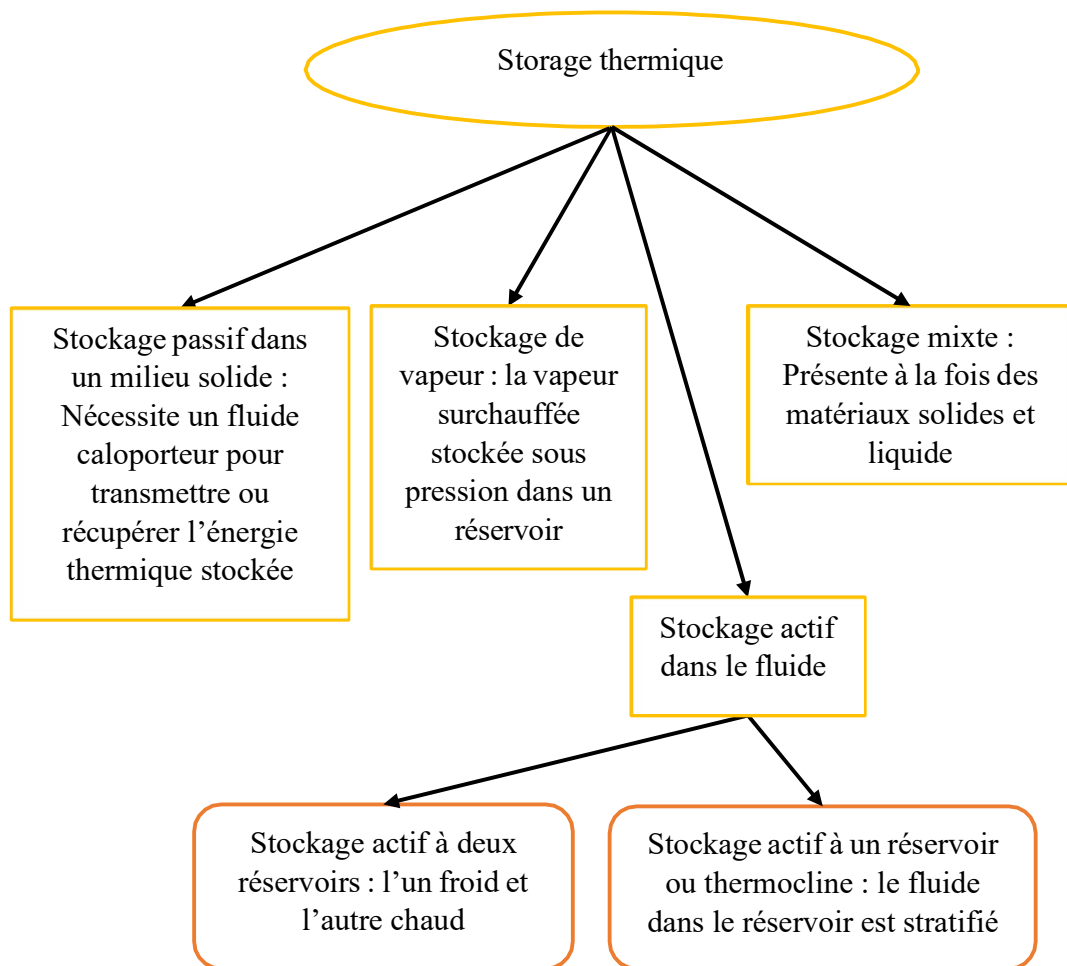 Storage thermique
Stockage passif dans
un milieu solide :
Nécessite un fluide
caloporteur pour
transmettre ou
récupérer l’énergie
thermique stockée
Stockage de
vapeur : la vapeur
surchauffée
stockée sous
pression dans un
réservoir
Stockage mixte :
Présente à la fois des
matériaux solides et
liquide
Stockage actif
dans le fluide
Stockage actif à deux
réservoirs : l’un froid et
l’autre chaud
Stockage actif à un réservoir
ou thermocline : le fluide
dans le réservoir est stratifié